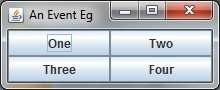 An Event Eg
One Two
Three Four